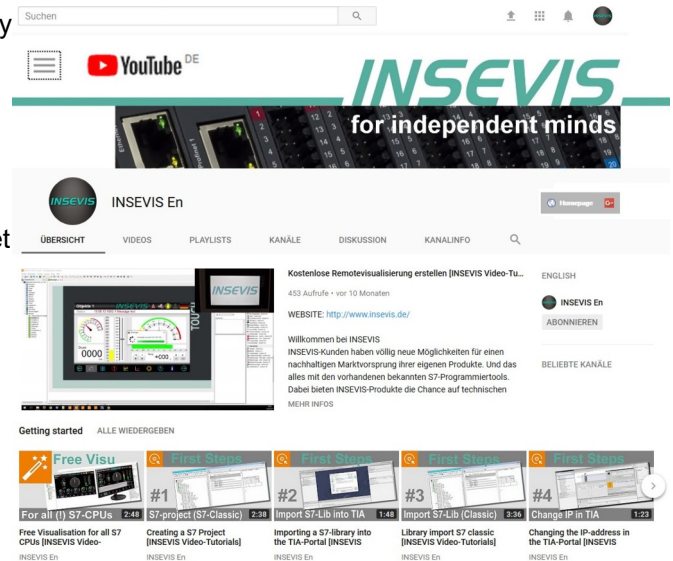 y
Suchen
YouTube DE
INSEVIS
for independent minds
INSEVIS
INSEVIS En
Homepage G+
et
ÜBERSICHT VIDEOS PLAYLISTS KANÄLE DISKUSSION KANALINFO
INSEVIS
TOUCH
0000
Kostenlose Remotevisualisierung erstellen [INSEVIS Video-Tu...
453 Aufrufe • vor 10 Monaten
WEBSITE: http://www.insevis.de/
Willkommen bei INSEVIS
INSEVIS-Kunden haben völlig neue Möglichkeiten für einen
nachhaltigen Marktvorsprung ihrer eigenen Produkte. Und das
alles mit den vorhandenen bekannten S7-Programmiertools.
Dabei bieten INSEVIS-Produkte die Chance auf technischen
MEHR INFOS
ENGLISH
INSEVIS En
ABONNIEREN
BELIEBTE KANÄLE
Getting started ALLE WIEDERGEBEN
Free Visu
For all (!) S7-CPUs 2:48
Free Visualisation for all S7
CPUs [INSEVIS Video-
INSEVIS En
First Steps
#1
S7-project (S7-Classic) 2:38
Creating a S7 Project
[INSEVIS Video-Tutorials]
INSEVIS En
First Steps
#2
Import S7-Lib into TIA 1:48
Importing a S7-library into
the TIA-Portal [INSEVIS
INSEVIS En
First Steps
#3
Import S7-Lib (Classic) 3:36
Library import S7 classic
[INSEVIS Video-Tutorials]
INSEVIS En
First Steps
#4
Change IP in TIA 1:23
Changing the IP-address in
the TIA-Portal [INSEVIS
INSEVIS En